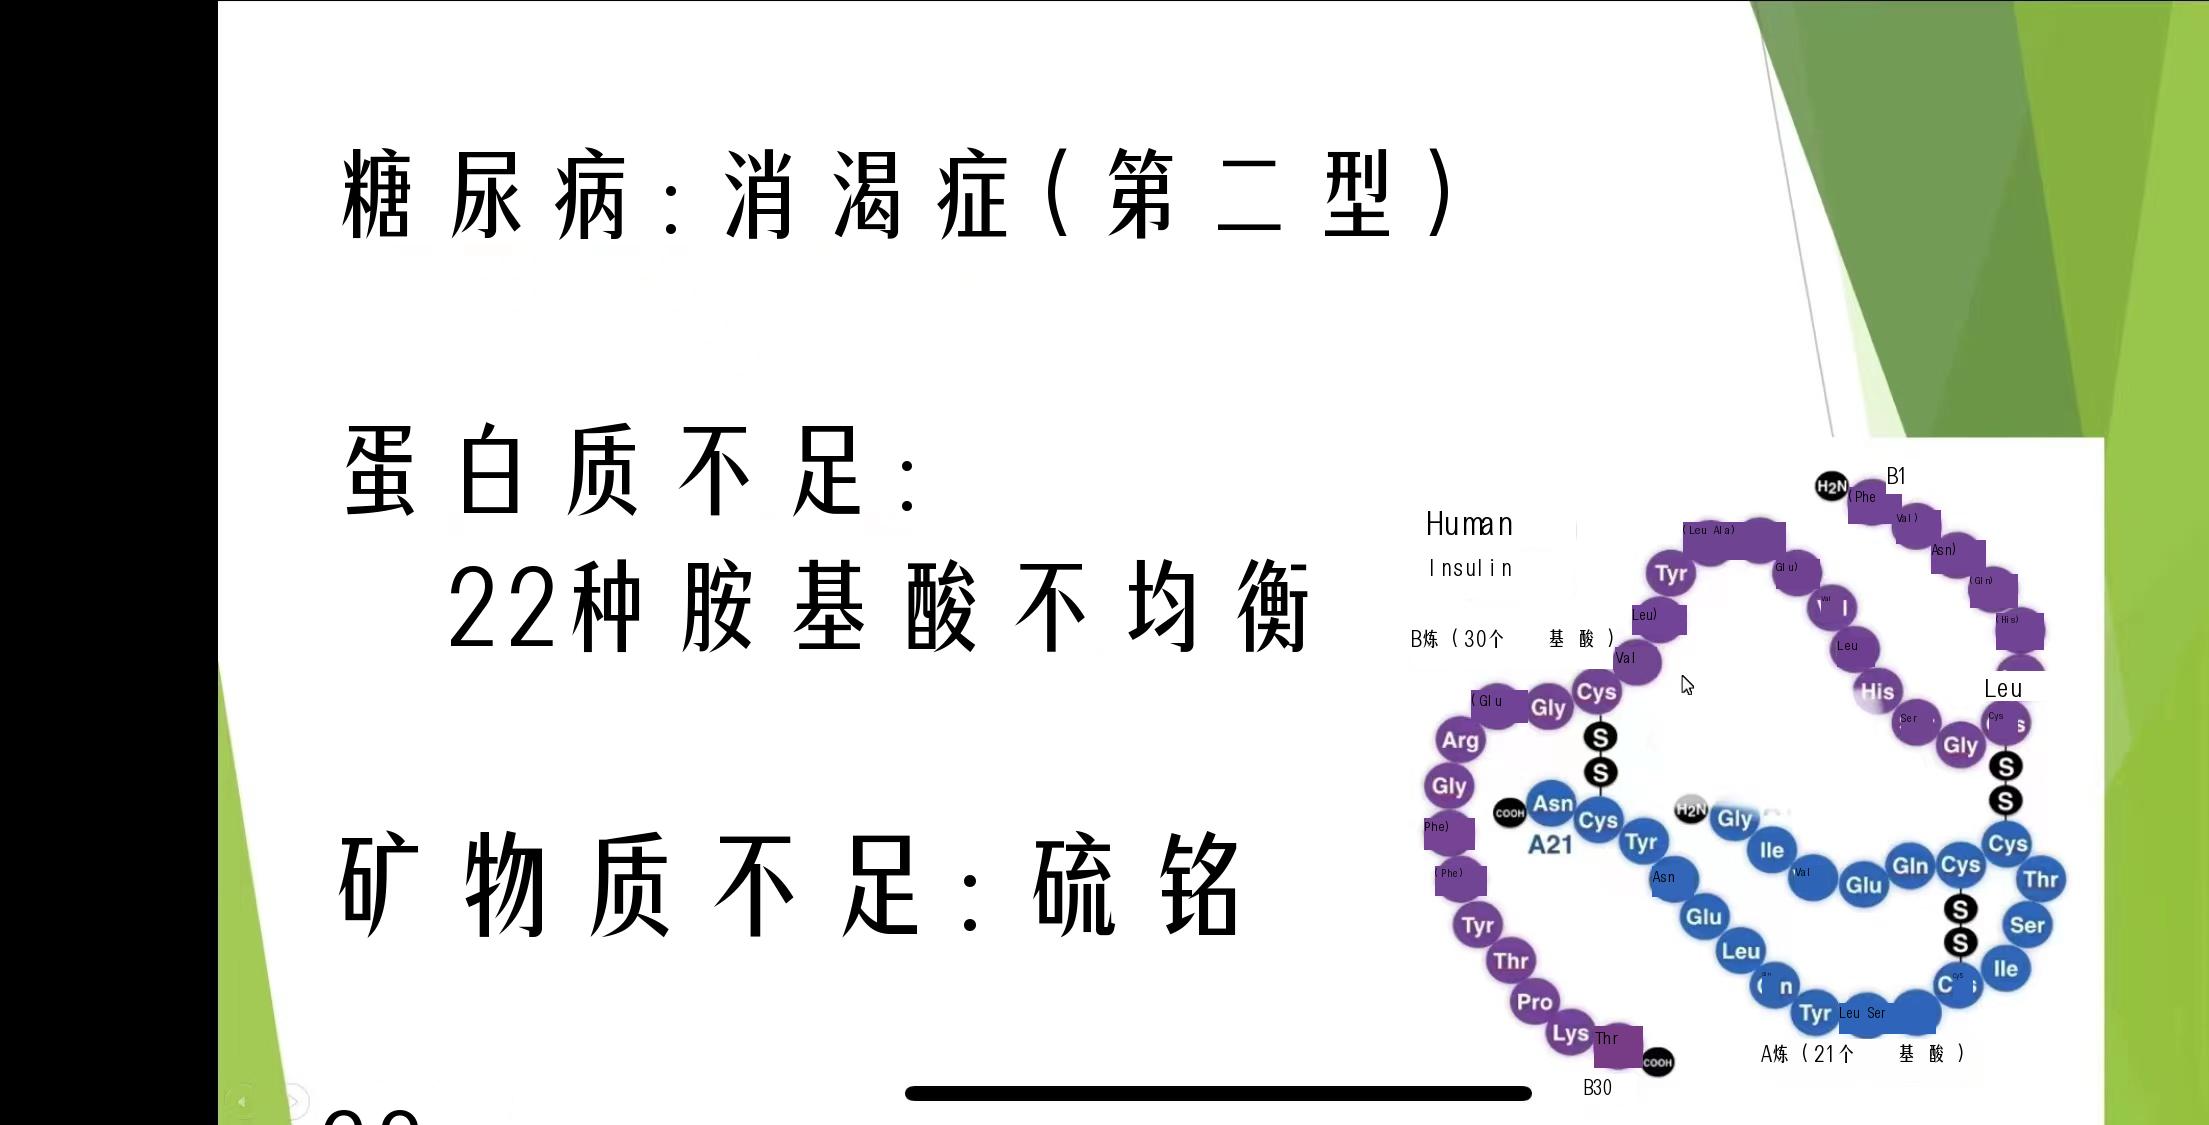 糖尿病:消渴症(第二型)
蛋白质不足:
22种胺基酸不均衡
矿物质不足:硫铭
Human
Insulin
B炼(30个 基酸)
B1
H2N
(Phe
Val)
Asn)
(Gln)
(His)
Leu
Cys
Gly
Ser
His
Leu
Val
Glu)
(Leu Ala)
Tyr
Leu)
Val
Cys
Gly
(Glu
Arg
Gly
Phe)
(Phe)
Tyr
Thr
Pro
Lys
Thr
COOH
B30
S
S
S
S
H2N
Gly
Ile
Val
Glu
Gln
Cys
Cys
Thr
Ser
Ile
Cys
S
S
Leu Ser
Tyr
Leu
Glu
Asn
Tyr
Cys
Asn
COOH
A21
A炼(21个 基酸)